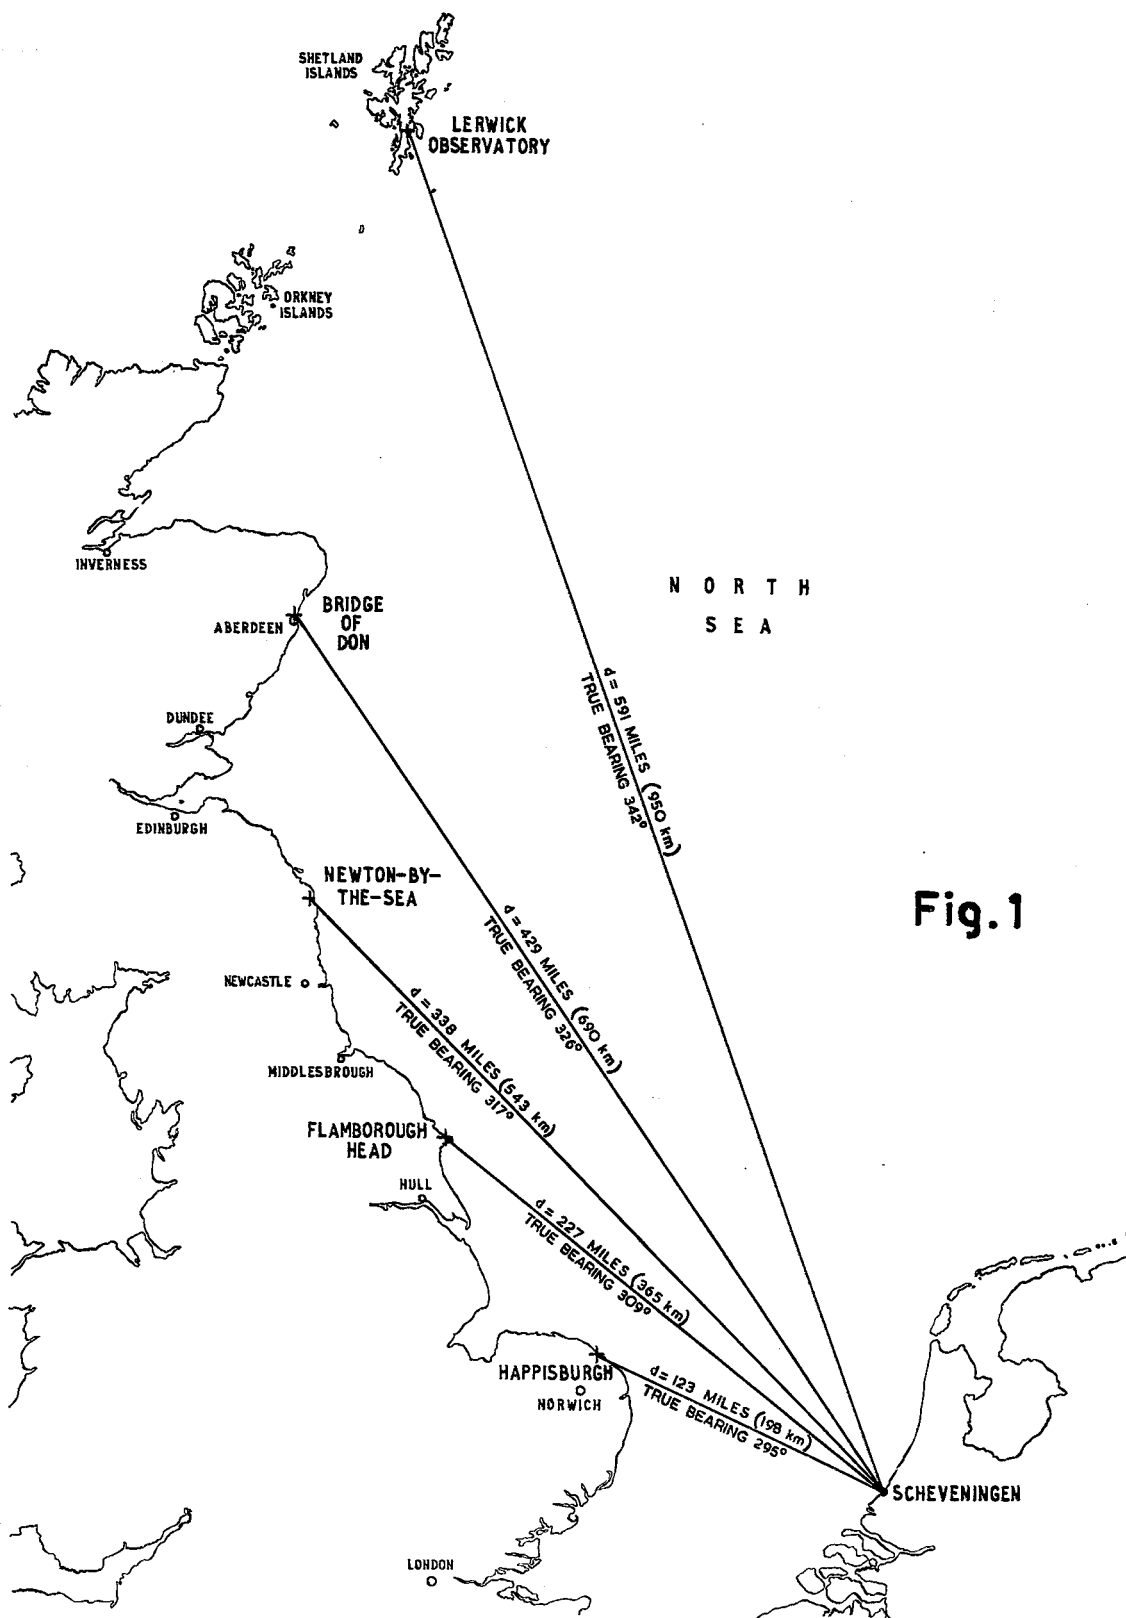 SHETLAND
ISLANDS
LERWICK
OBSERVATORY
ORKNEY
ISLANDS
INVERNESS
NORTH
SEA
BRIDGE
OF
DON
ABERDEEN
d = 591 MILES (950 km)
TRUE BEARING 342°
DUNDEE
EDINBURGH
NEWTON-BY-
THE-SEA
Fig.1
d = 429 MILES (690 km)
TRUE BEARING 326°
NEWCASTLE
d = 338 MILES (543 km)
TRUE BEARING 317°
MIDDLESBROUGH
FLAMBOROUGH
HEAD
HULL
d = 227 MILES (365 km)
TRUE BEARING 309°
HAPPISBURGH
NORWICH
d = 123 MILES (198 km)
TRUE BEARING 295°
SCHEVENINGEN
LONDON